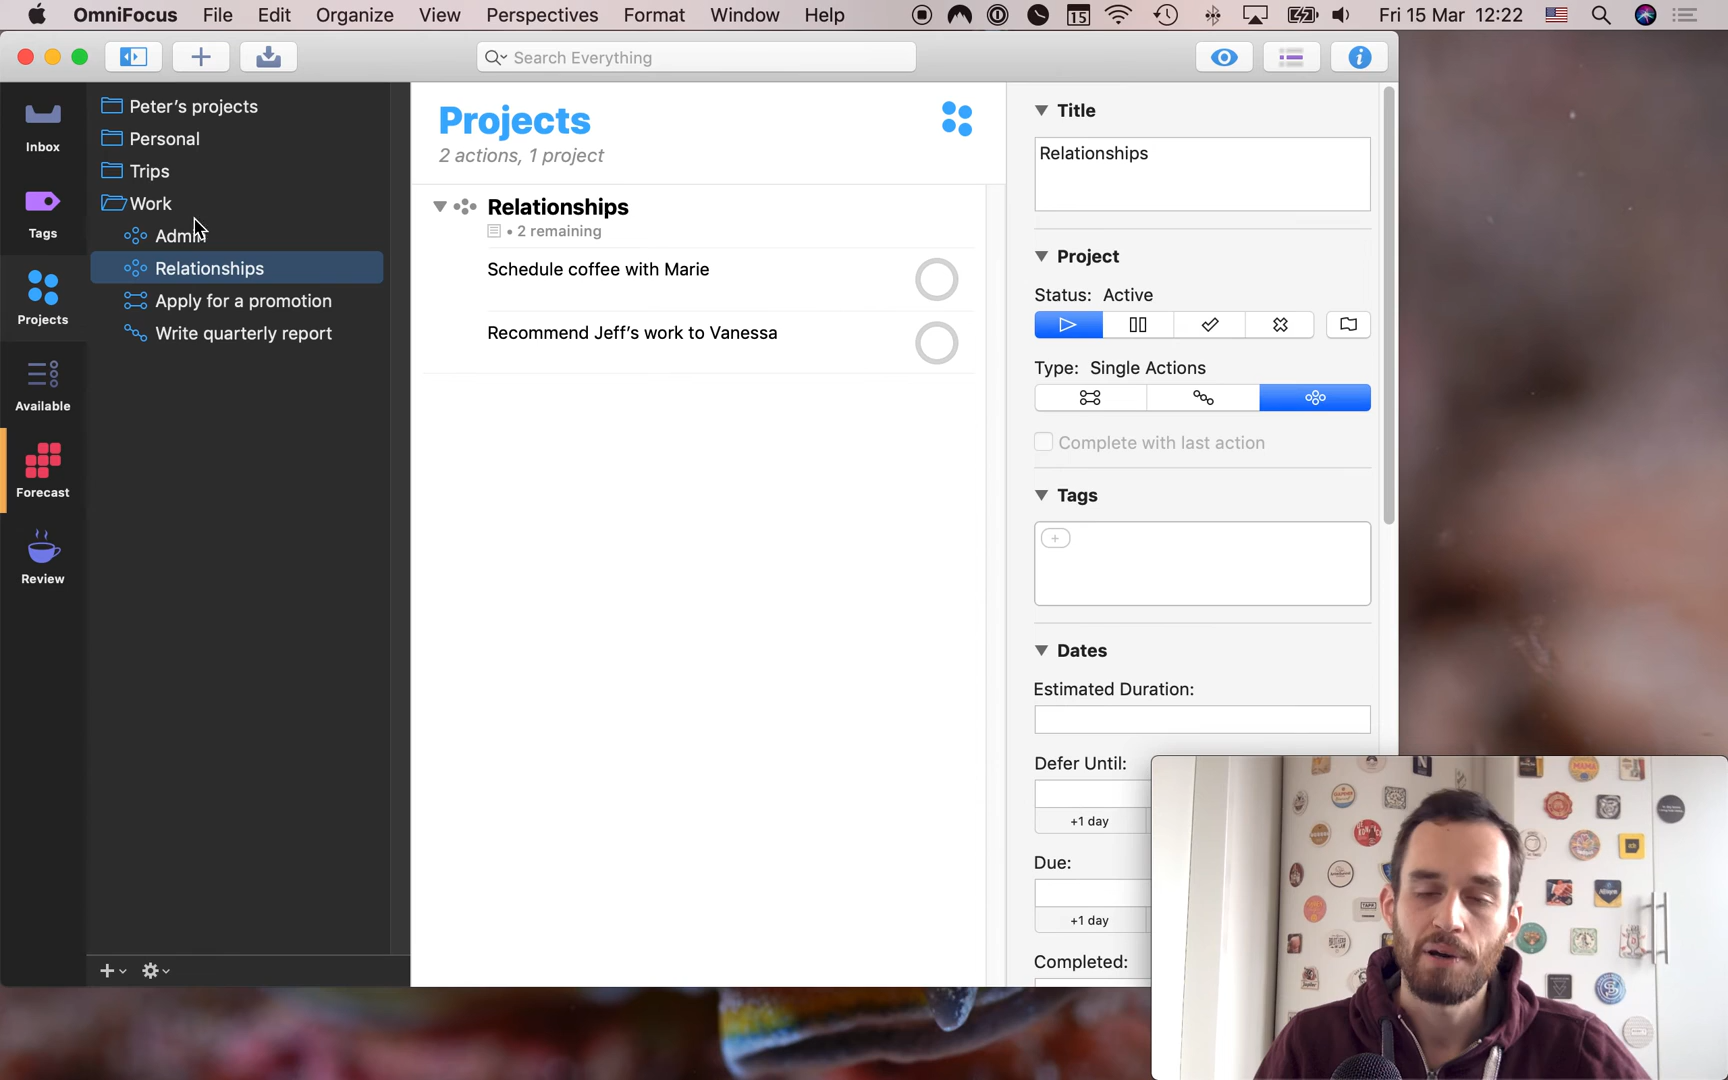 OmniFocus File Edit Organize View Perspectives Format Window Help 15 Fri 15 Mar 12:22
Search Everything
Inbox
Tags
Projects
Available
Forecast
Review
Peter's projects
Personal
Trips
Work
Admin
Relationships
Apply for a promotion
Write quarterly report
Projects
2 actions, 1 project
Relationships
• 2 remaining
Schedule coffee with Marie
Recommend Jeff's work to Vanessa
Title
Relationships
Project
Status: Active
Type: Single Actions
Complete with last action
Tags
Dates
Estimated Duration:
Defer Until:
+1 day
Due:
+1 day
Completed: